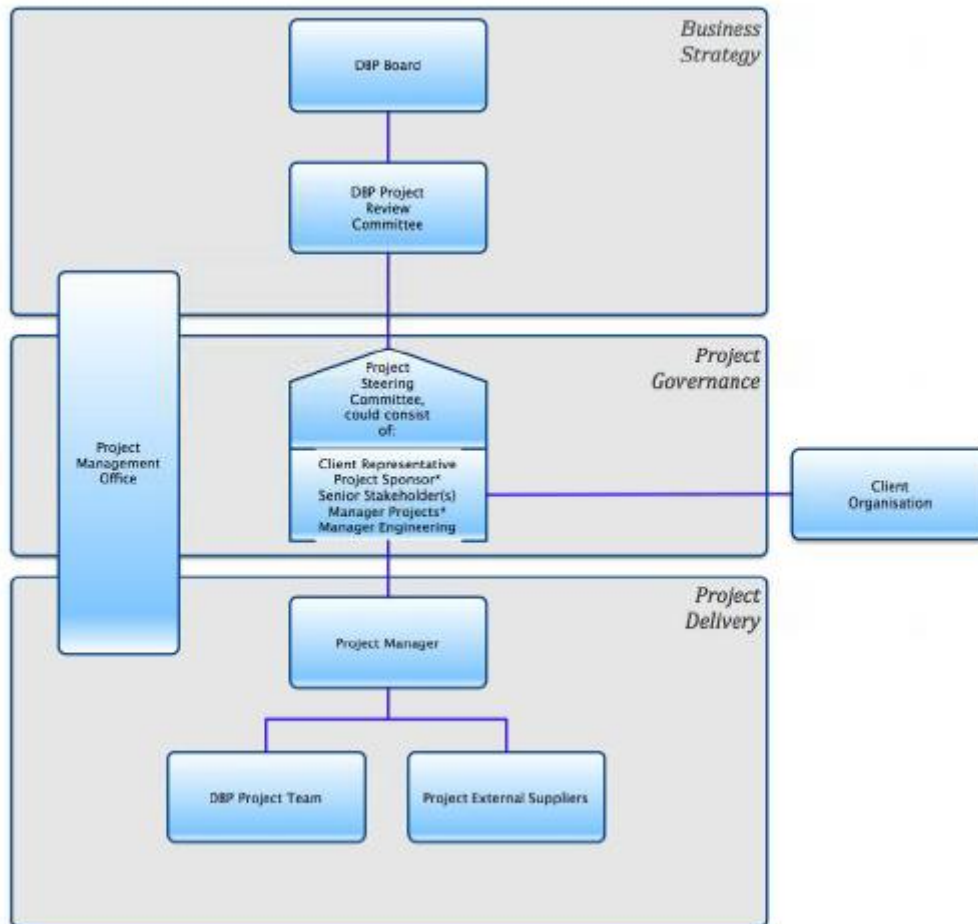 Business
Strategy
DBP Board
DBP Project
Review
Committee
Project
Governance
Project
Steering
Committee,
could consist
of:
Client Representative
Project Sponsor*
Senior Stakeholder(s)
Manager Projects*
Manager Engineering
Project
Management
Office
Client
Organisation
Project
Delivery
Project Manager
DBP Project Team
Project External Suppliers